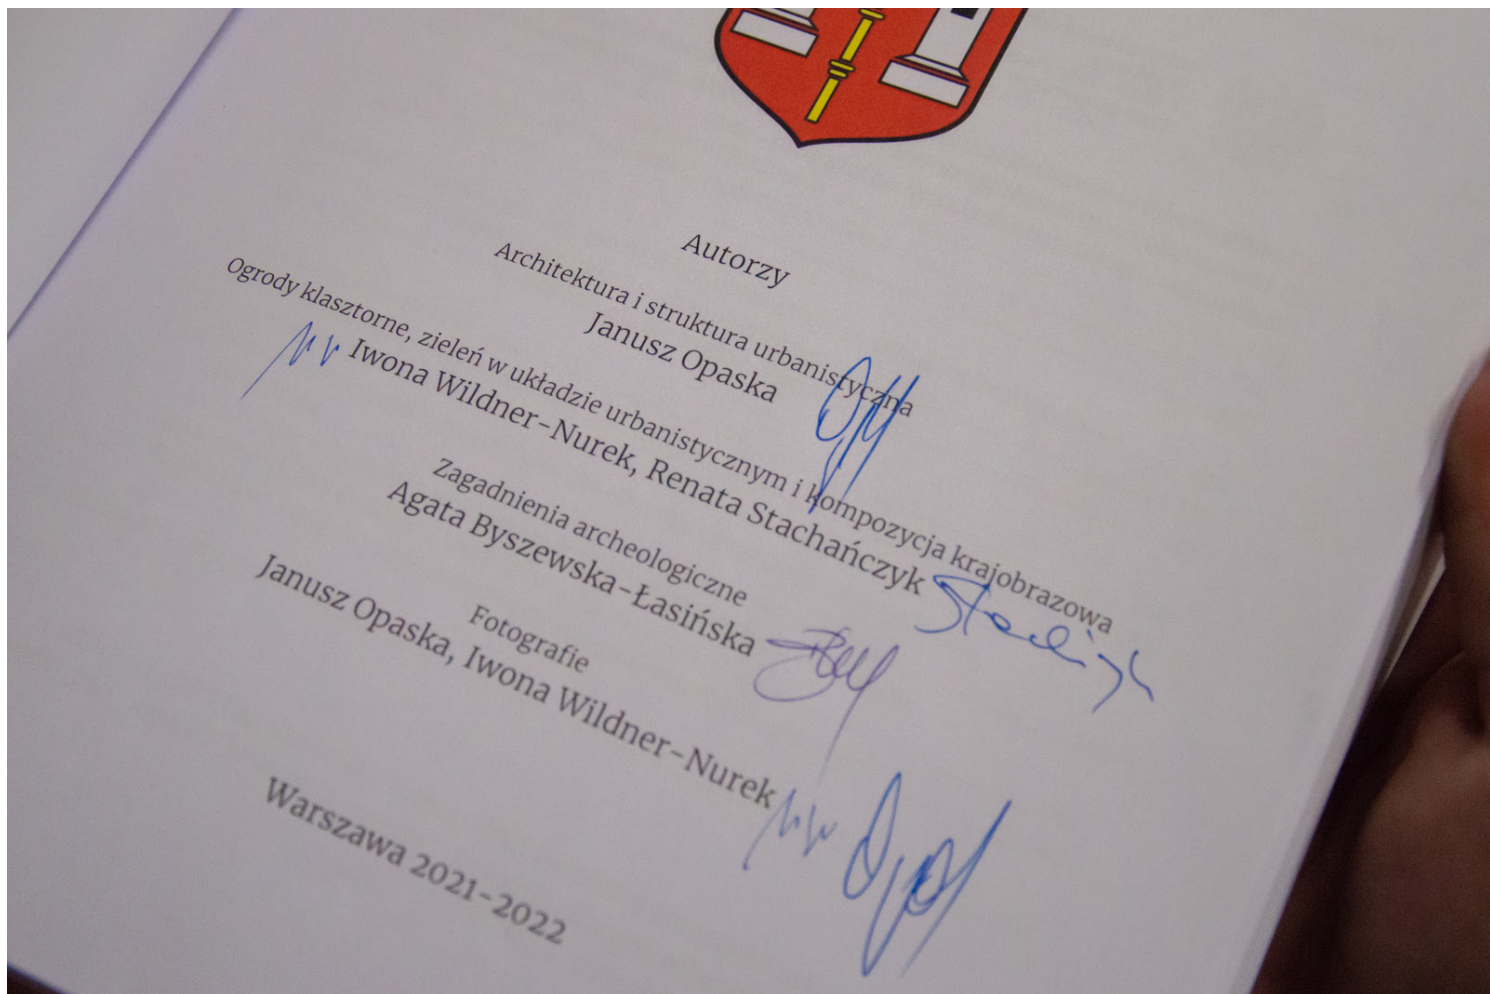 Autorzy
Architektura i struktura urbanistyczna
Janusz Opaska
Ogrody klasztorne, zieleń w układzie urbanistycznym i kompozycja krajobrazowa
Iwona Wildner-Nurek, Renata Stachańczyk
Zagadnienia archeologiczne
Agata Byszewska-Łasińska
Fotografie
Janusz Opaska, Iwona Wildner-Nurek
Warszawa 2021-2022